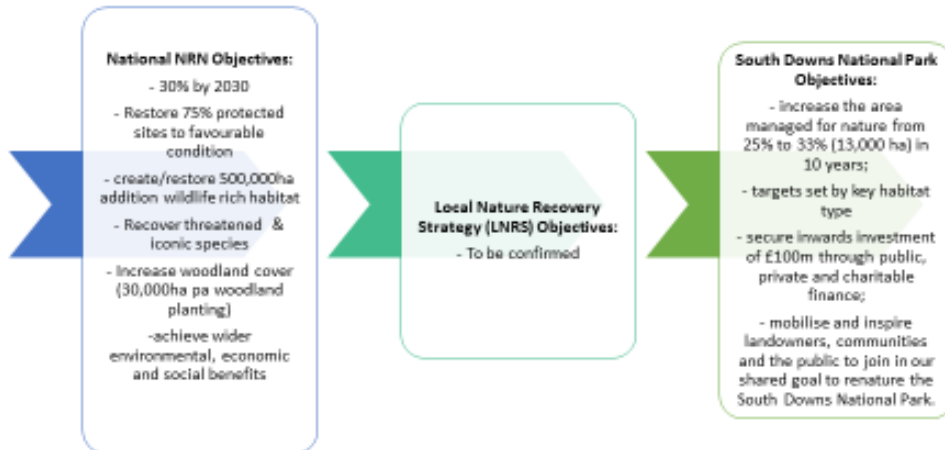 National NRN Objectives:
- 30% by 2030
- Restore 75% protected
sites to favourable
condition
- create/restore 500,000ha
addition wildlife rich habitat
- Recover threatened & 
iconic species
- Increase woodland cover
(30,000ha pa woodland
planting)
-achieve wider
environmental, economic
and social benefits
Local Nature Recovery
Strategy (LNRS) Objectives:
- To be confirmed
South Downs National Park
Objectives:
- increase the area
managed for nature from
25% to 33% (13,000 ha) in
10 years;
- targets set by key habitat
type
- secure inwards investment
of £100m through public,
private and charitable
finance;
- mobilise and inspire
landowners, communities
and the public to join in our
shared goal to renature the
South Downs National Park.